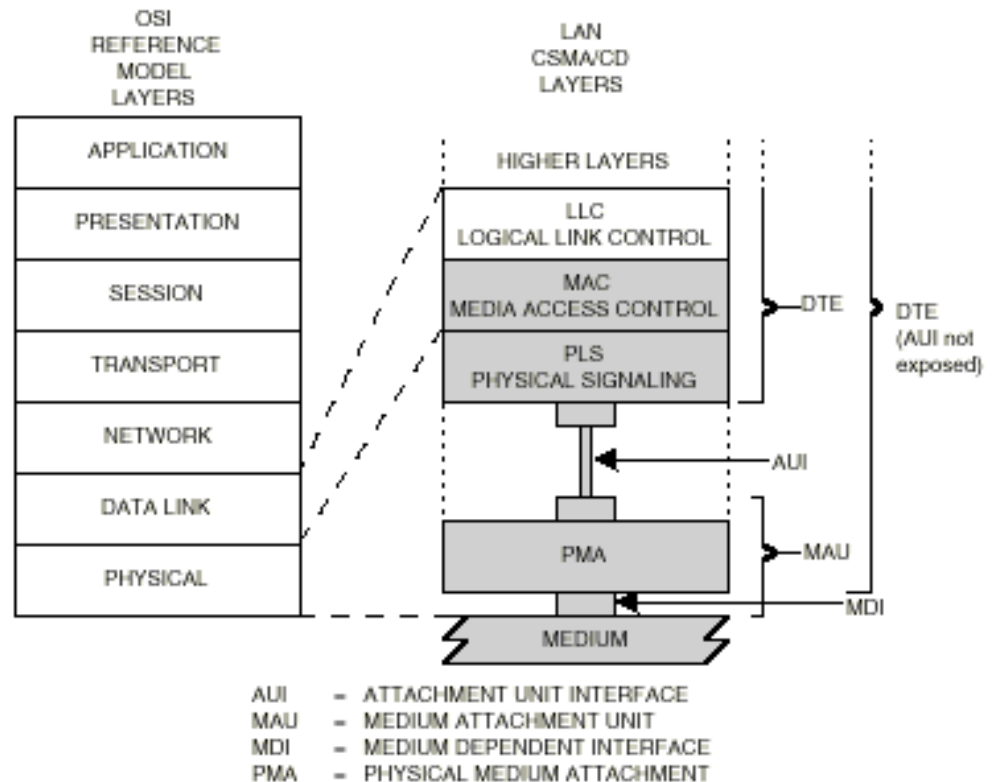 OSI
REFERENCE
MODEL
LAYERS
APPLICATION
PRESENTATION
SESSION
TRANSPORT
NETWORK
DATA LINK
PHYSICAL
LAN
CSMA/CD
LAYERS
HIGHER LAYERS
LLC
LOGICAL LINK CONTROL
MAC
MEDIA ACCESS CONTROL
PLS
PHYSICAL SIGNALING
PMA
MEDIUM
DTE
DTE
(AUI not
exposed)
AUI
MAU
MDI
AUI = ATTACHMENT UNIT INTERFACE
MAU = MEDIUM ATTACHMENT UNIT
MDI = MEDIUM DEPENDENT INTERFACE
PMA = PHYSICAL MEDIUM ATTACHMENT